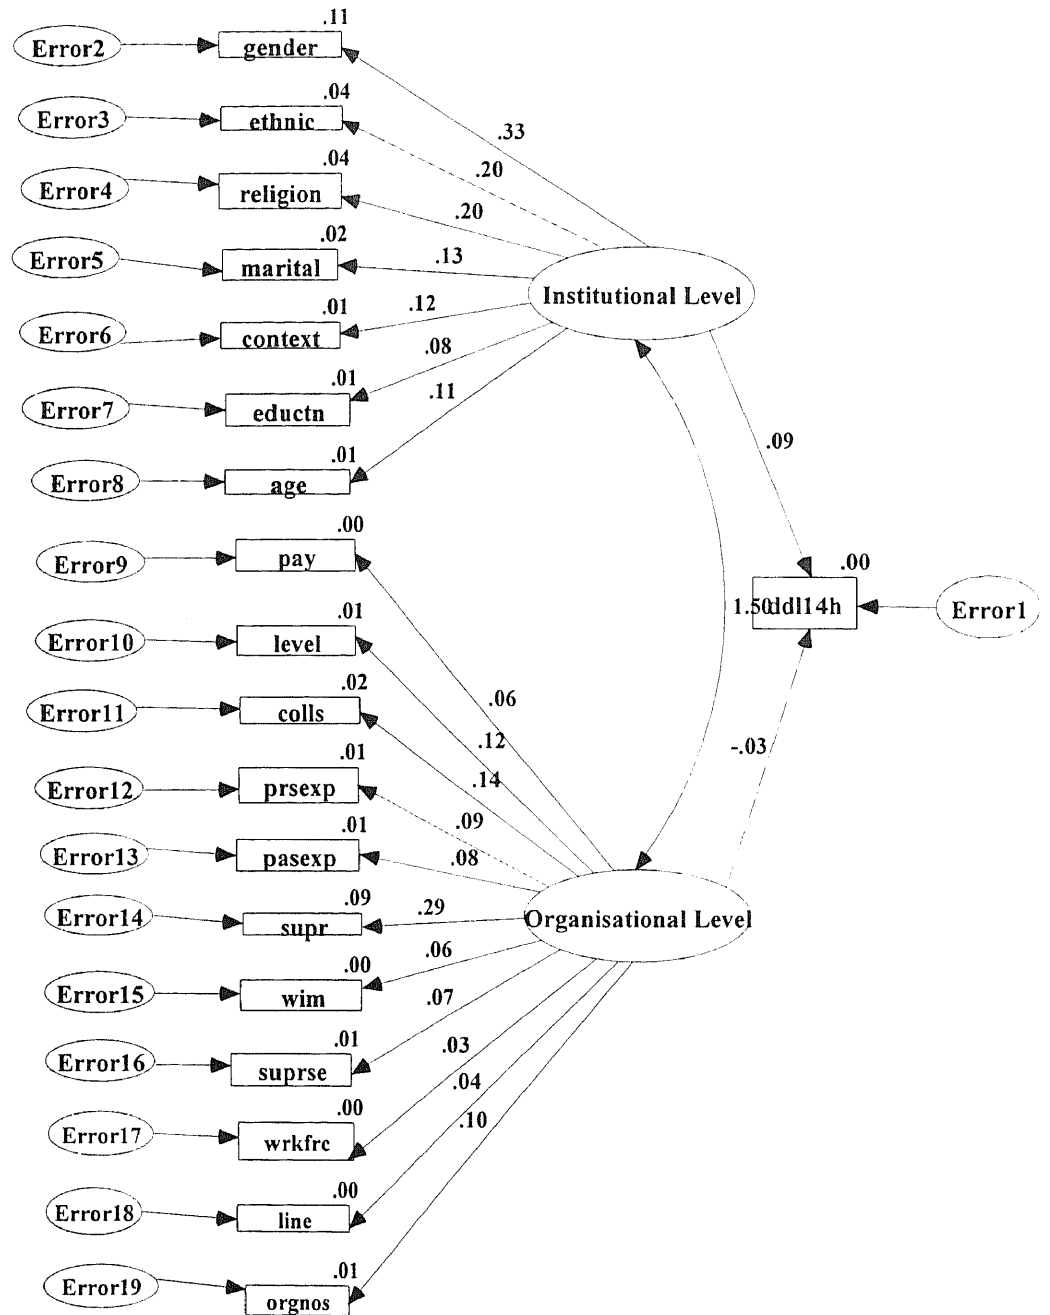 .11
Error2 gender
.04
Error3 ethnic
.33
.04
.20
Error4 religion
.20
.02
Error5 marital
.13
Institutional Level
.01
.12
Error6 context
.08
.01
Error7 eductn
.11
.09
.01
Error8 age
.00
Error9 pay
.00
1.50 ddl14h Error1
.01
Error10 level
.02
.06
Error11 colls
.12
-.03
.01
.14
Error12 prsexp
.09
.01
Error13 pasexp
.08
.09
.29
Error14 supr
Organisational Level
.00
.06
Error15 wim
.07
.01
Error16 suprse
.03
.00
.04
Error17 wrkfrc
.10
.00
Error18 line
.01
Error19 orgnos